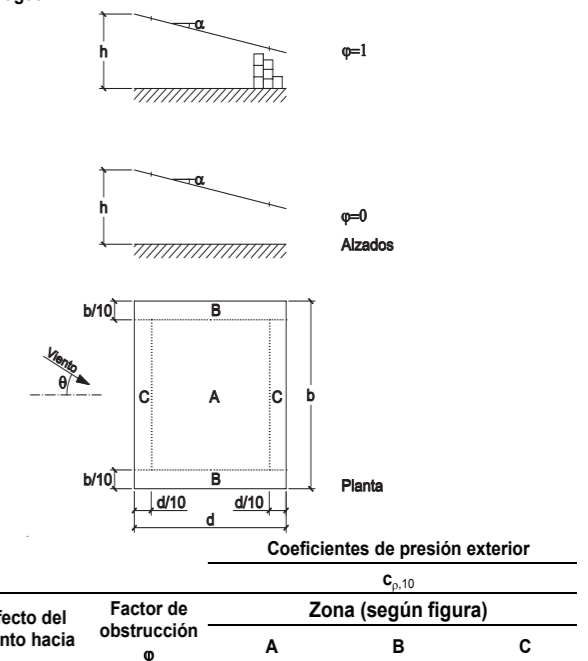 α
h
φ=1
α
h
φ=0
Alzados
b/10
B
Viento
θ
C
A
C
b
b/10
B
Planta
d/10
d/10
d
Coeficientes de presión exterior
cρ,10
Factor de obstrucción φ
Zona (según figura)
A
B
C